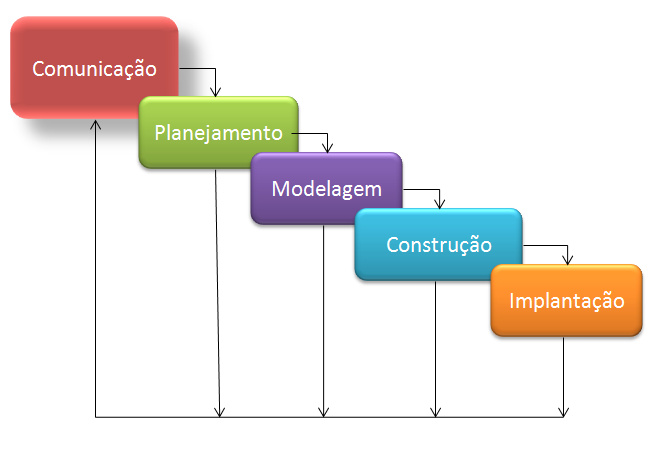 Comunicação
Planejamento
Modelagem
Construção
Implantação